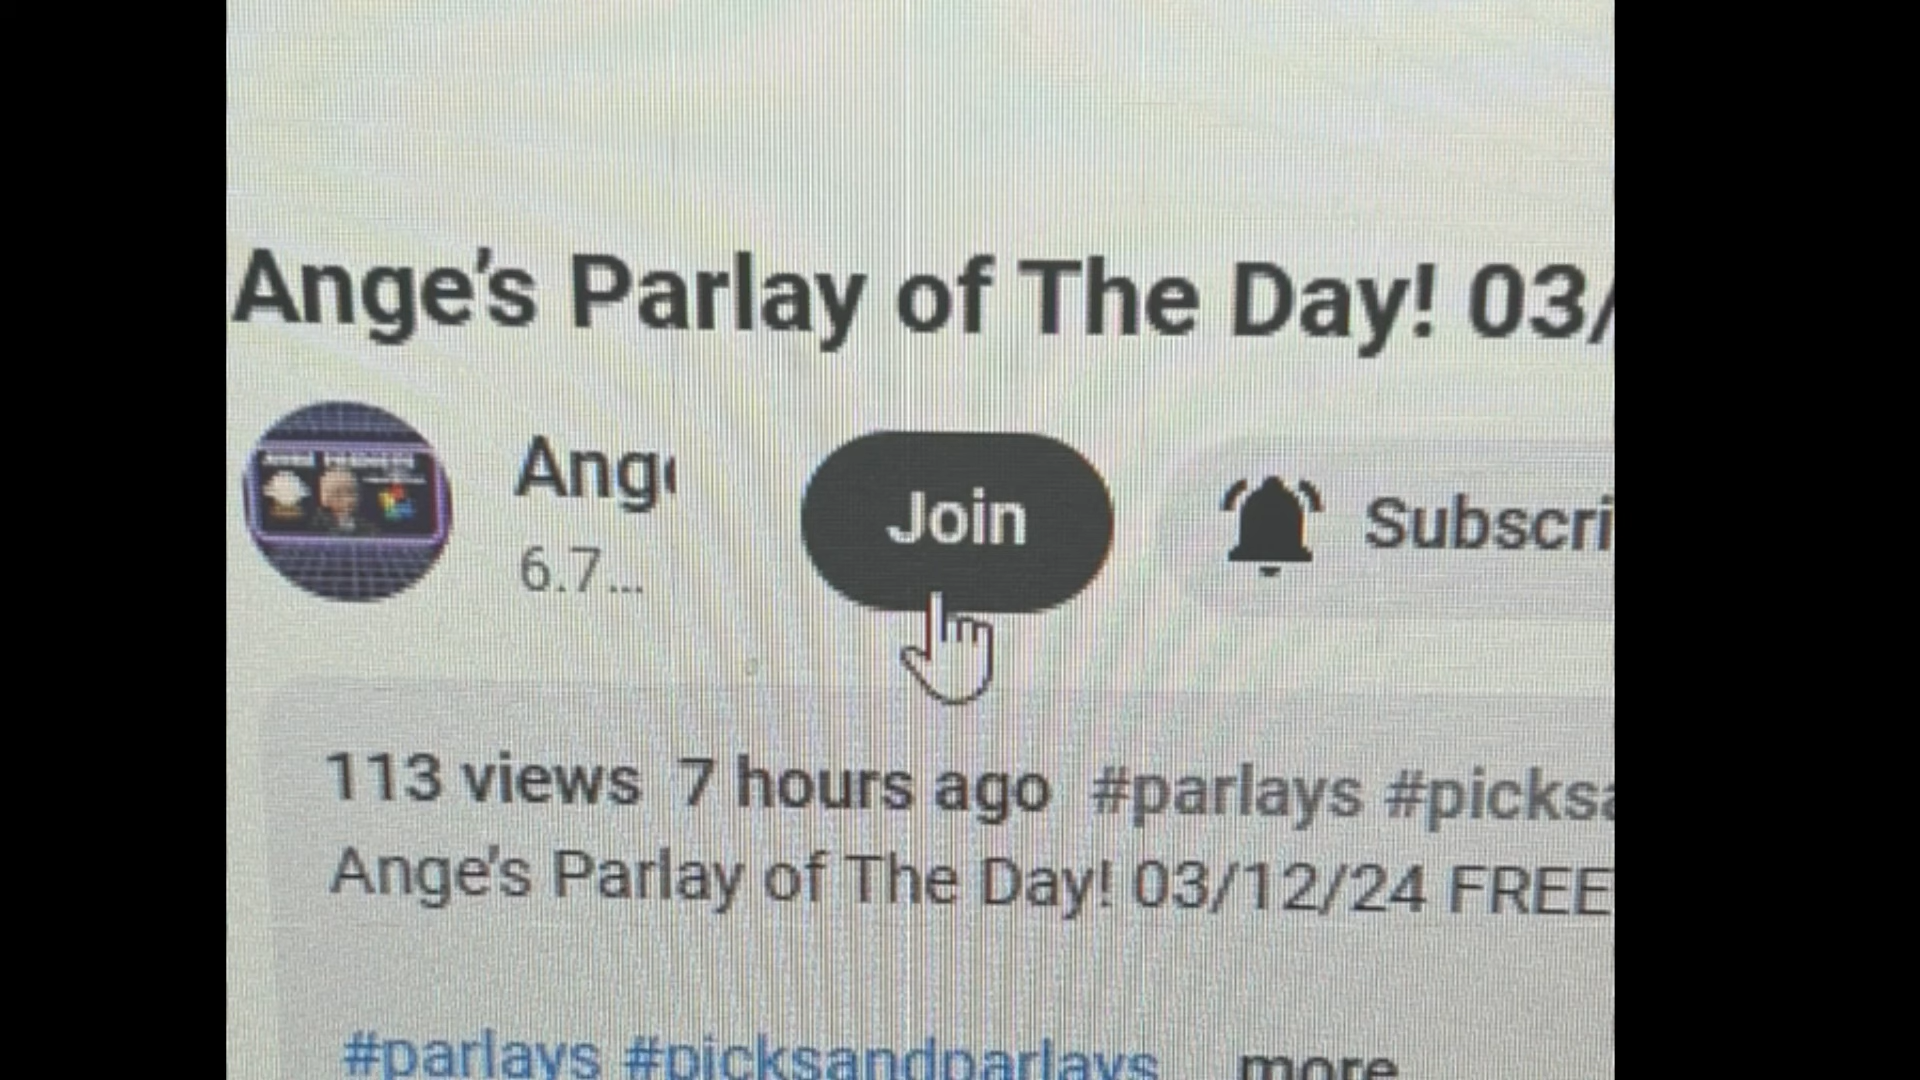 Ange's Parlay of The Day! 03/
Ang
6.7...
Join
Subscri
113 views 7 hours ago #parlays #picksa
Ange's Parlay of The Day! 03/12/24 FREE
#parlays #picksandparlays more